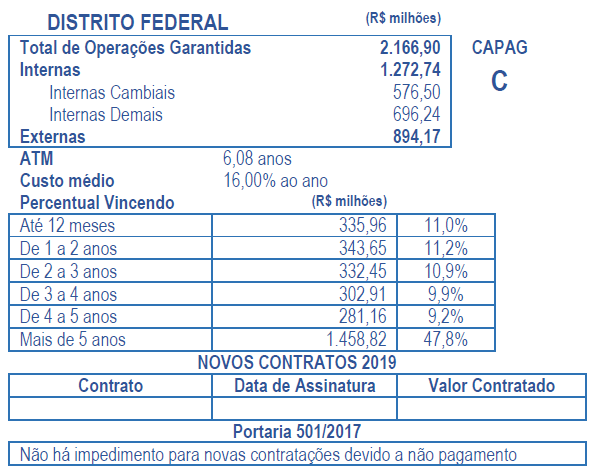 DISTRITO FEDERAL (R$ milhões)
Total de Operações Garantidas 2.166,90 CAPAG
Internas 1.272,74 C
Internas Cambiais 576,50
Internas Demais 696,24
Externas 894,17
ATM 6,08 anos
Custo médio 16,00% ao ano
Percentual Vincendo (R$ milhões)
Até 12 meses 335,96 11,0%
De 1 a 2 anos 343,65 11,2%
De 2 a 3 anos 332,45 10,9%
De 3 a 4 anos 302,91 9,9%
De 4 a 5 anos 281,16 9,2%
Mais de 5 anos 1.458,82 47,8%
NOVOS CONTRATOS 2019
Contrato Data de Assinatura Valor Contratado
Portaria 501/2017
Não há impedimento para novas contratações devido a não pagamento